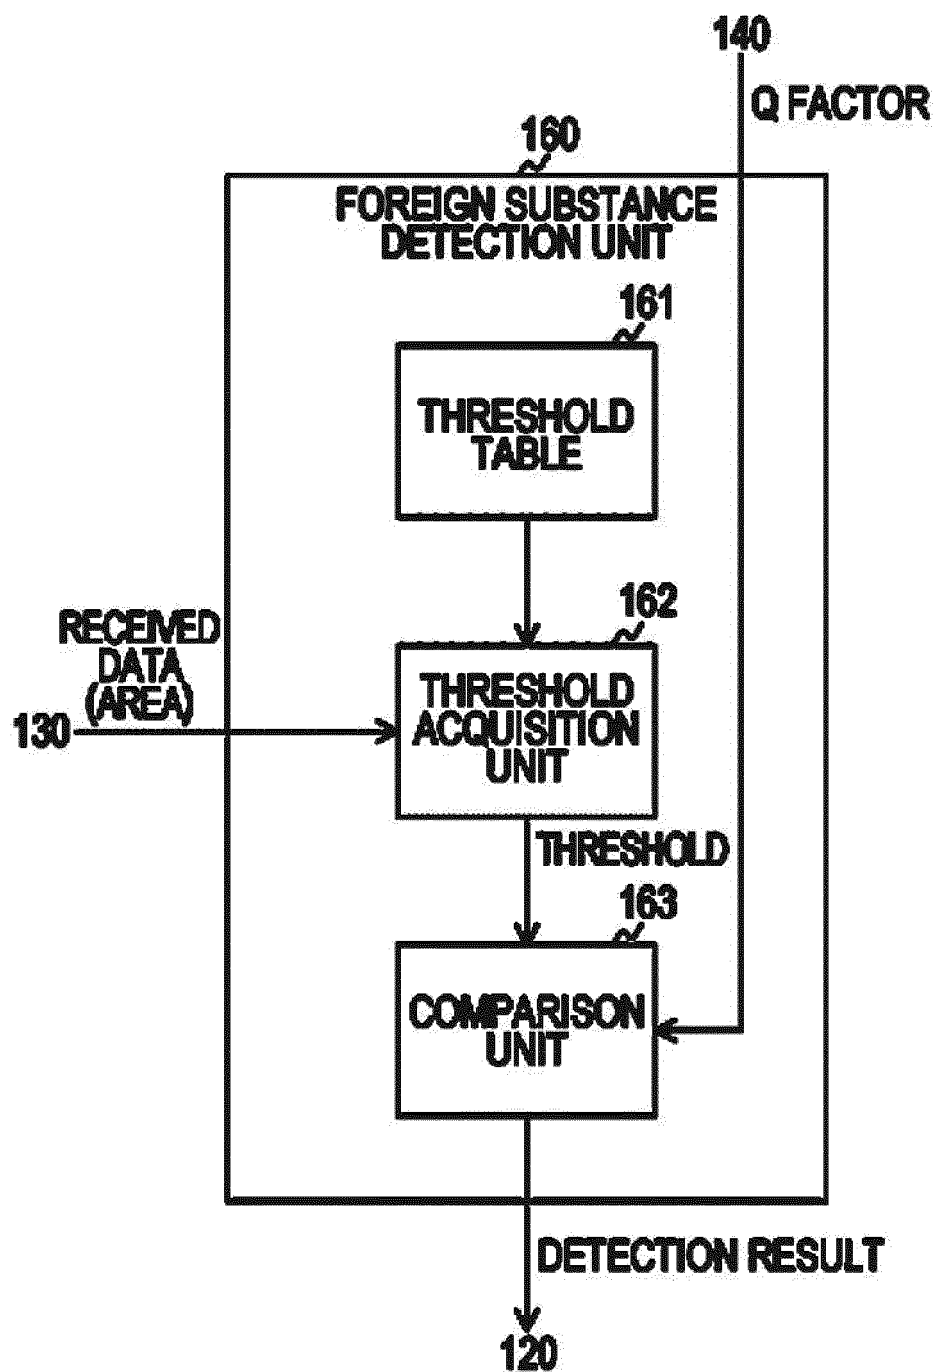 140
Q FACTOR
160
FOREIGN SUBSTANCE
DETECTION UNIT
161
THRESHOLD
TABLE
RECEIVED
DATA
(AREA)
130
162
THRESHOLD
ACQUISITION
UNIT
THRESHOLD
163
COMPARISON
UNIT
DETECTION RESULT
120